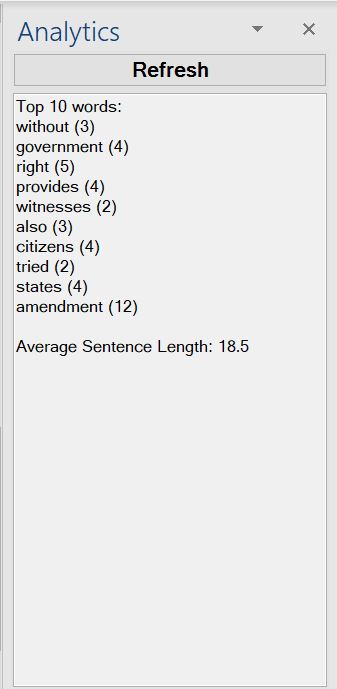 Analytics
Refresh
Top 10 words:
without (3)
government (4)
right (5)
provides (4)
witnesses (2)
also (3)
citizens (4)
tried (2)
states (4)
amendment (12)
Average Sentence Length: 18.5